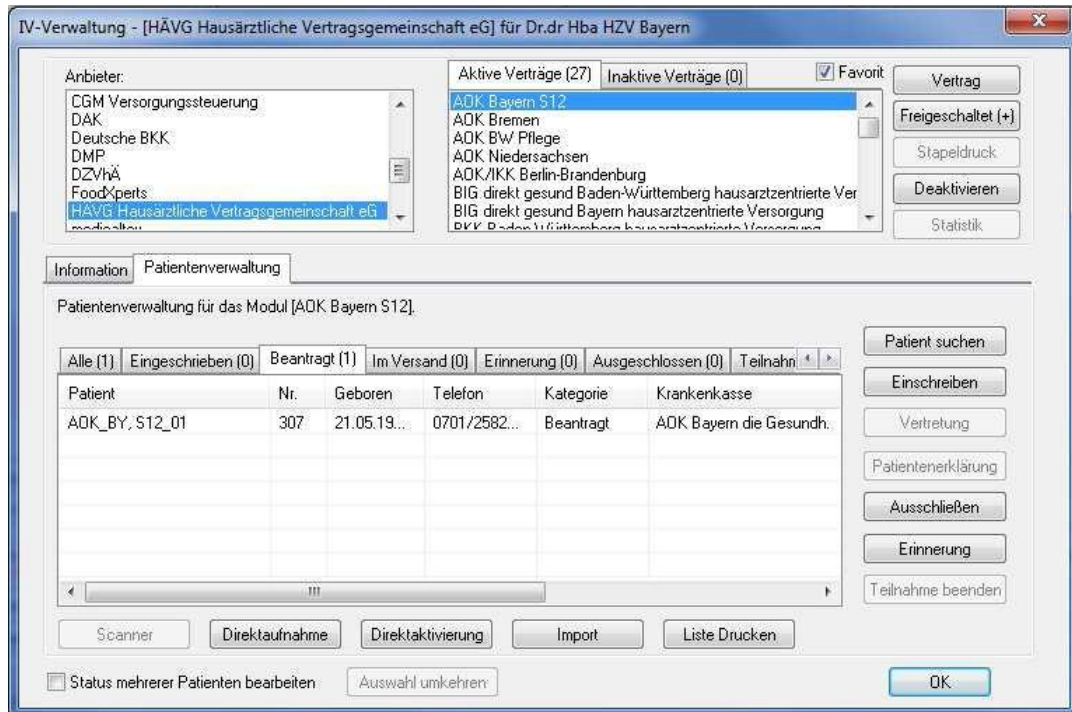 IV-Verwaltung - [HÄVG Hausärztliche Vertragsgemeinschaft eG] für Dr.dr Hba HZV Bayern
Anbieter:
CGM Versorgungssteuerung
DAK
Deutsche BKK
DMP
DZVhÄ
FoodXperts
HÄVG Hausärztliche Vertragsgemeinschaft eG
Aktive Verträge (27) Inaktive Verträge (0)
Favorit
AOK Bayern S12
AOK Bremen
AOK BW Pflege
AOK Niedersachsen
AOK/IKK Berlin-Brandenburg
BIG direkt gesund Baden-Württemberg hausarztzentrierte Ver
BIG direkt gesund Bayern hausarztzentrierte Versorgung
BKK Baden-Württemberg hausarztzentrierte Versorgung
Vertrag
Freigeschaltet (+)
Stapeldruck
Deaktivieren
Statistik
Information Patientenverwaltung
Patientenverwaltung für das Modul [AOK Bayern S12].
Alle (1) Eingeschrieben (0) Beantragt (1) Im Versand (0) Erinnerung (0) Ausgeschlossen (0) Teilnahm
Patient Nr. Geboren Telefon Kategorie Krankenkasse
AOK_BY, S12_01 307 21.05.19... 0701/2582... Beantragt AOK Bayern die Gesundh.
Patient suchen
Einschreiben
Vertretung
Patientenerklärung
Ausschließen
Erinnerung
Teilnahme beenden
Scanner Direktaufnahme Direktaktivierung Import Liste Drucken
Status mehrerer Patienten bearbeiten Auswahl umkehren OK